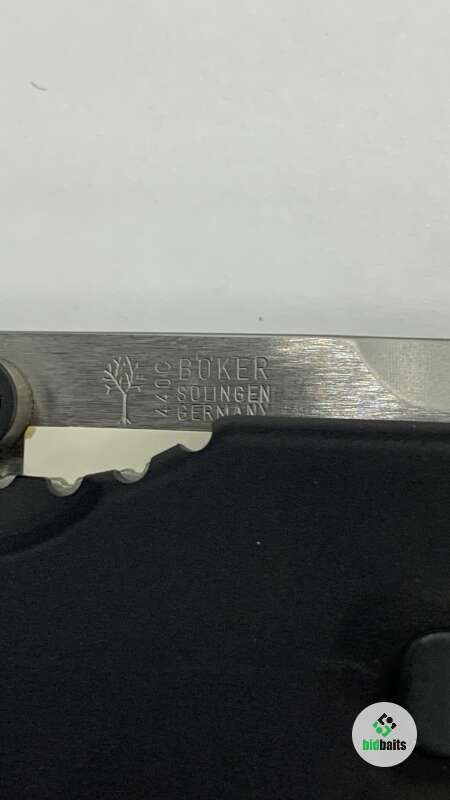 440C
BÖKER
SOLINGEN
GERMANY
bidbaits